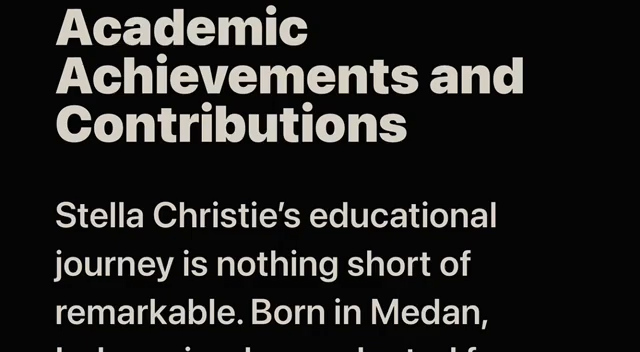 Academic
Achievements and
Contributions
Stella Christie’s educational
journey is nothing short of
remarkable. Born in Medan,